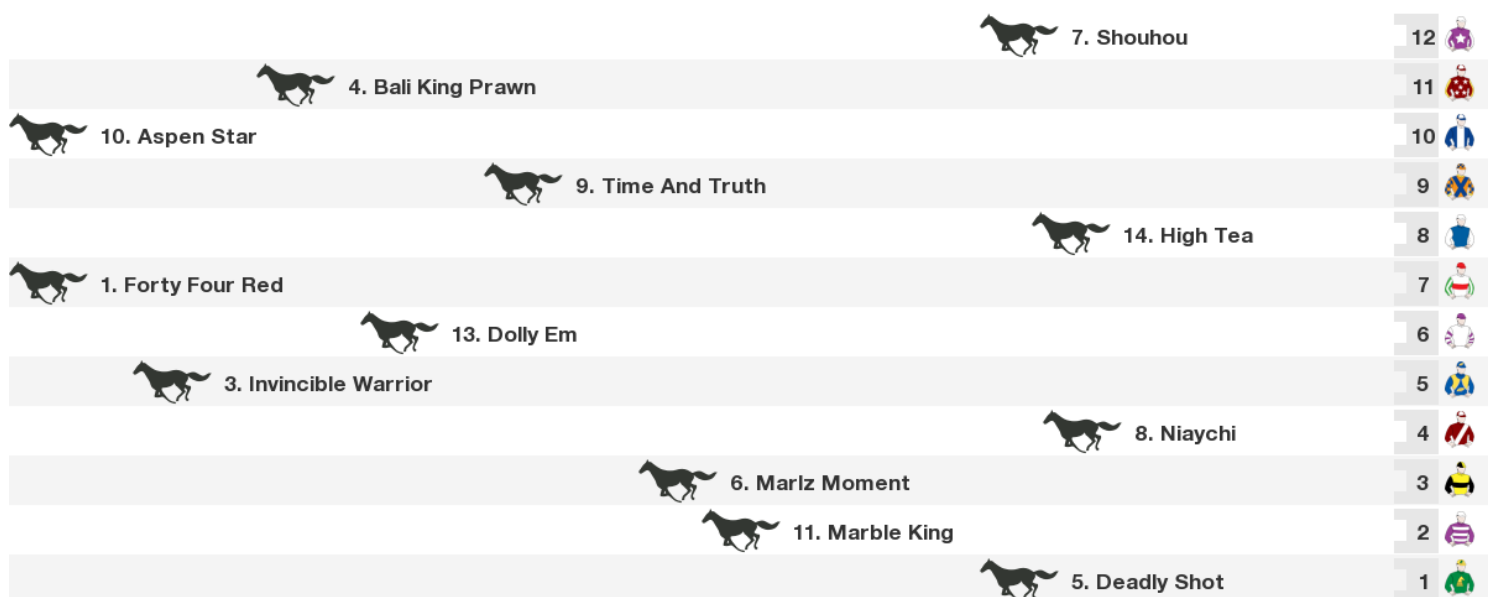 7. Shouhou 12
4. Bali King Prawn 11
10. Aspen Star 10
9. Time And Truth 9
14. High Tea 8
1. Forty Four Red 7
13. Dolly Em 6
3. Invincible Warrior 5
8. Niaychi 4
6. Marlz Moment 3
11. Marble King 2
5. Deadly Shot 1